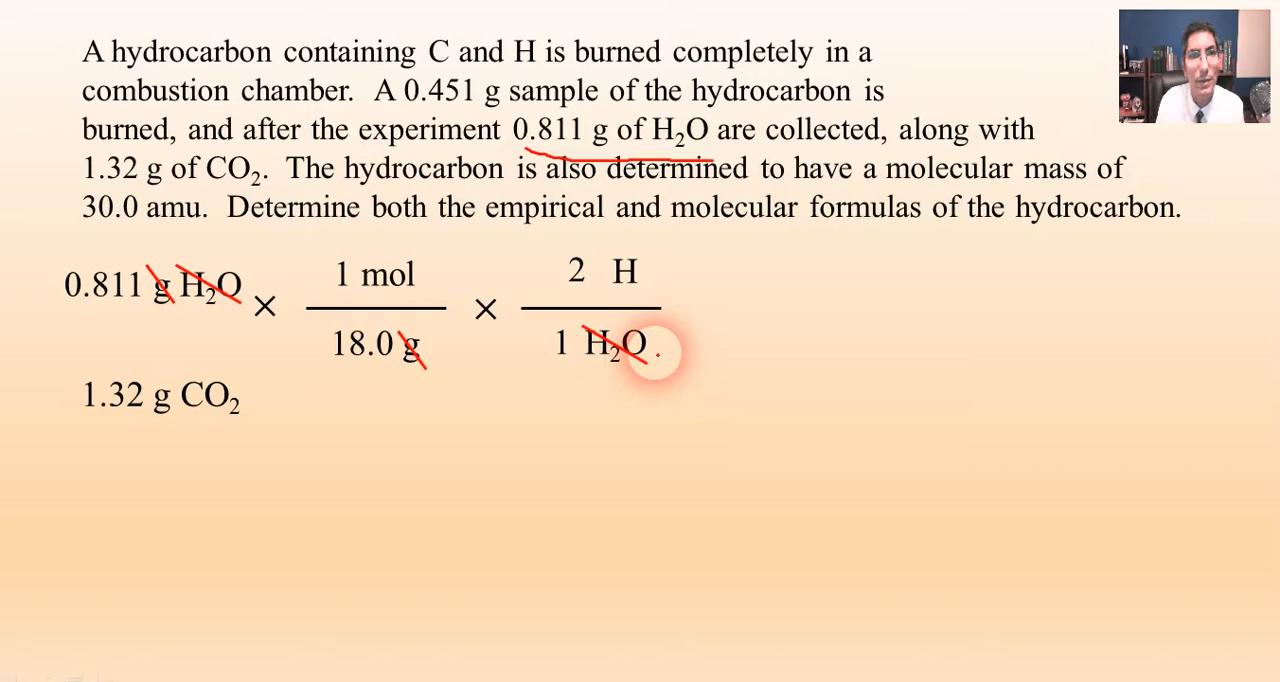 A hydrocarbon containing C and H is burned completely in a
combustion chamber. A 0.451 g sample of the hydrocarbon is
burned, and after the experiment 0.811 g of H₂O are collected, along with
1.32 g of CO₂. The hydrocarbon is also determined to have a molecular mass of
30.0 amu. Determine both the empirical and molecular formulas of the hydrocarbon.
0.811 g H₂O × 1 mol × 2 H
18.0 g 1 H₂O
1.32 g CO₂